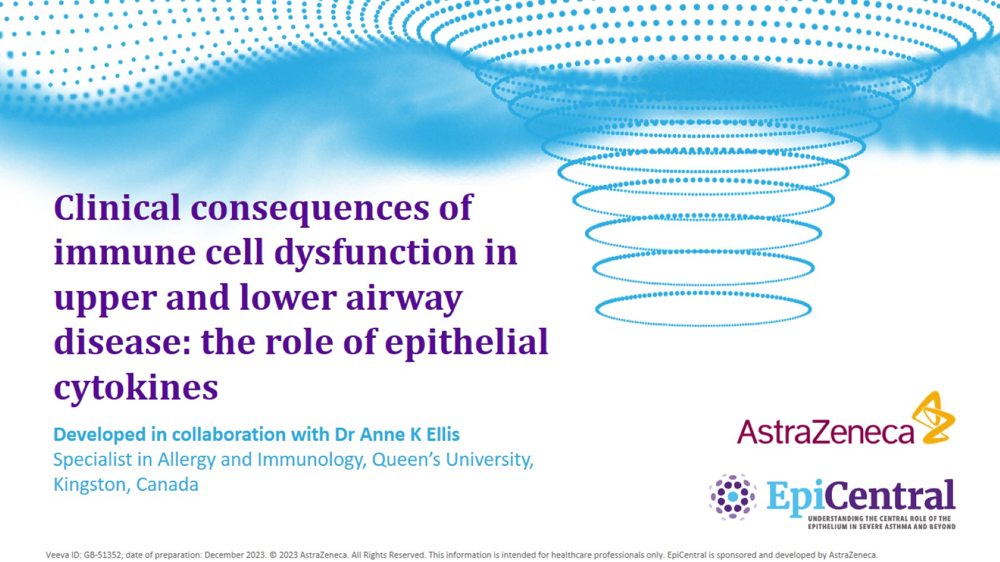 Clinical consequences of
immune cell dysfunction in
upper and lower airway
disease: the role of epithelial
cytokines
Developed in collaboration with Dr Anne K Ellis
Specialist in Allergy and Immunology, Queen’s University,
Kingston, Canada
AstraZeneca
EpiCentral
UNDERSTANDING THE CENTRAL ROLE OF THE
EPITHELIUM IN SEVERE ASTHMA AND BEYOND
Veeva ID: GB-51352; date of preparation: December 2023. © 2023 AstraZeneca. All Rights Reserved. This information is intended for healthcare professionals only. EpiCentral is sponsored and developed by AstraZeneca.